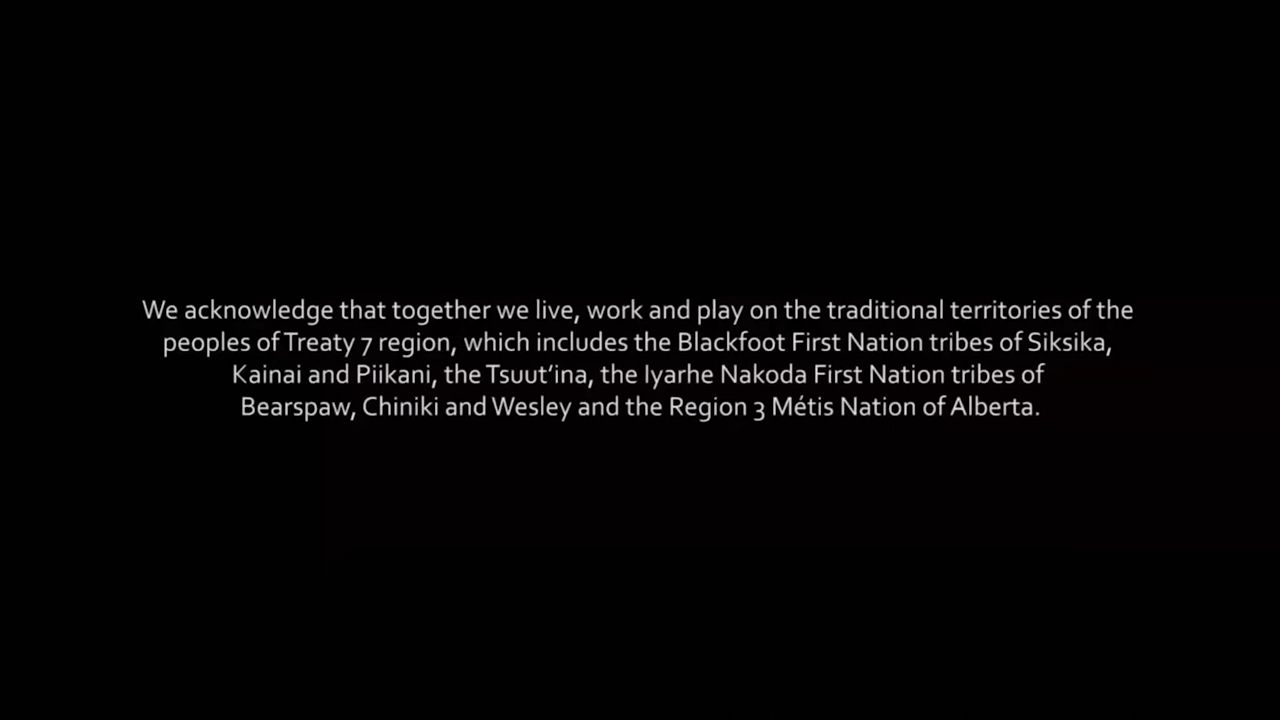 We acknowledge that together we live, work and play on the traditional territories of the
peoples of Treaty 7 region, which includes the Blackfoot First Nation tribes of Siksika,
Kainai and Piikani, the Tsuut’ina, the Iyarhe Nakoda First Nation tribes of
Bearspaw, Chiniki and Wesley and the Region 3 Métis Nation of Alberta.